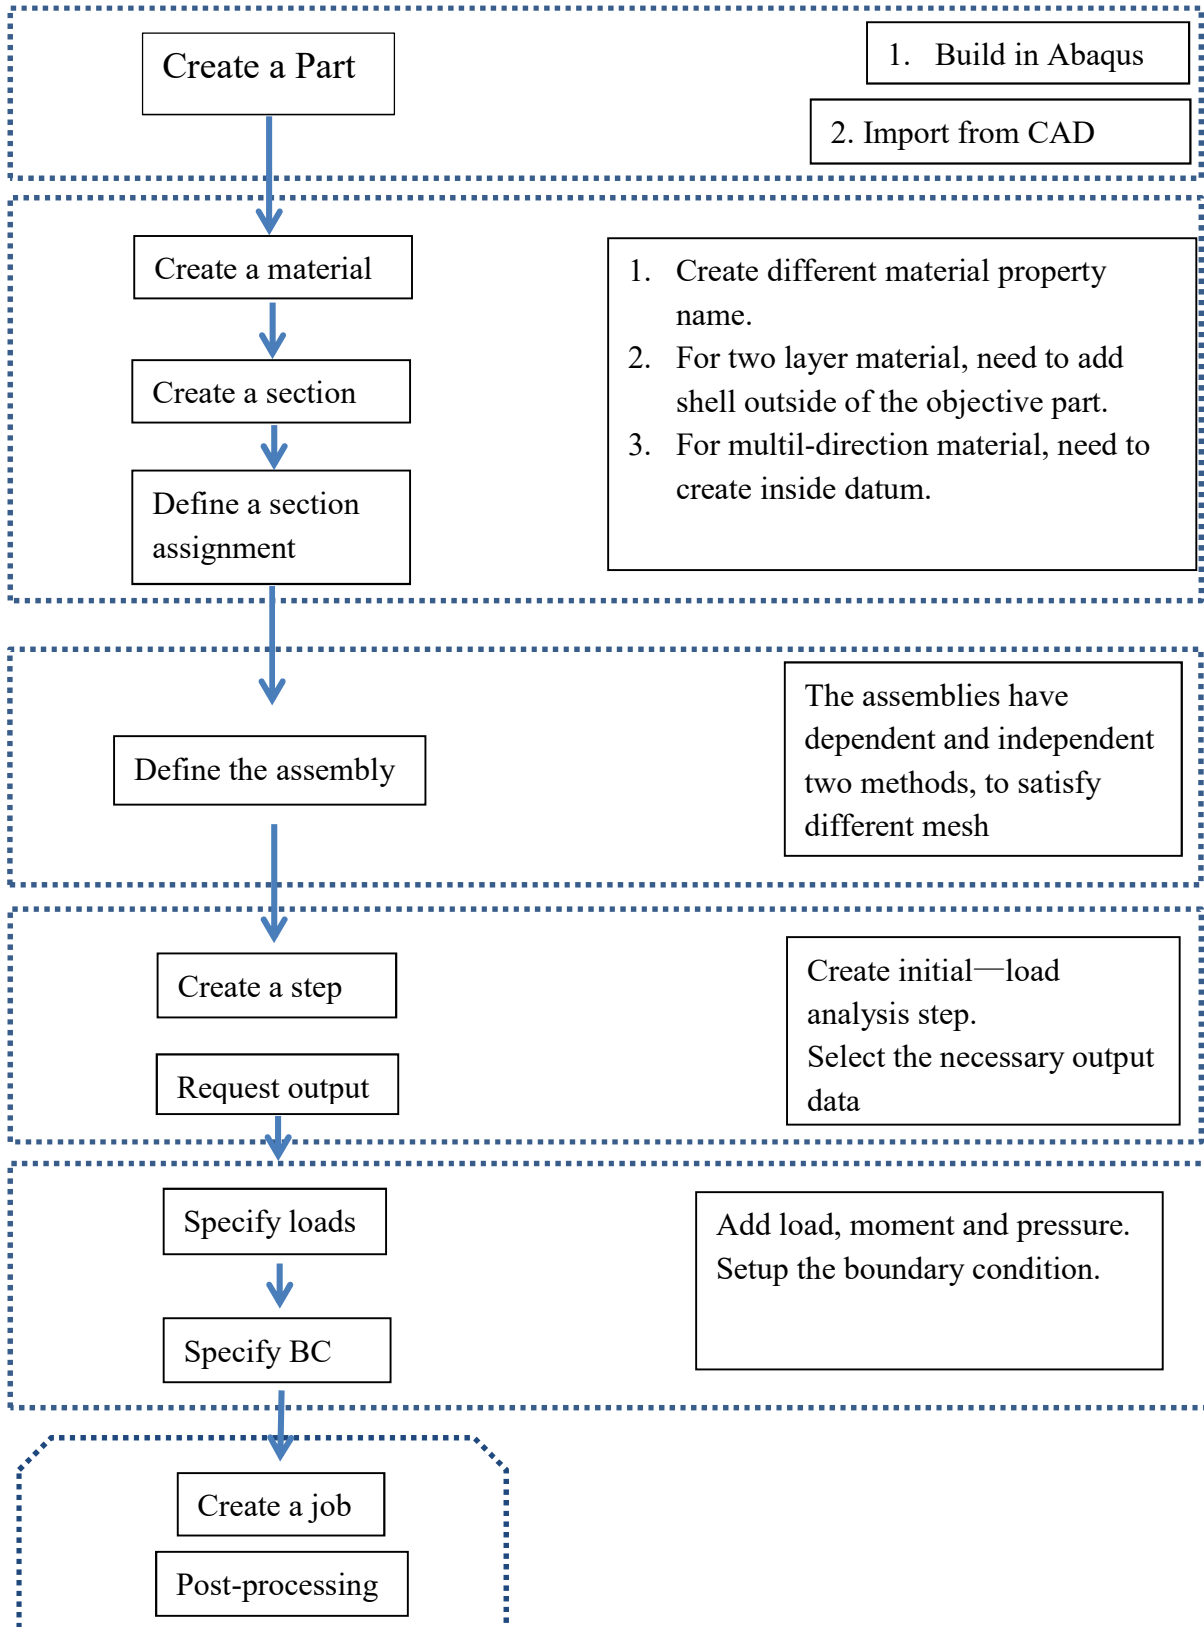 Create a Part
1. Build in Abaqus
2. Import from CAD
Create a material
Create a section
Define a section
assignment
1. Create different material property
name.
2. For two layer material, need to add
shell outside of the objective part.
3. For multil-direction material, need to
create inside datum.
Define the assembly
The assemblies have
dependent and independent
two methods, to satisfy
different mesh
Create a step
Request output
Create initial—load
analysis step.
Select the necessary output
data
Specify loads
Specify BC
Add load, moment and pressure.
Setup the boundary condition.
Create a job
Post-processing